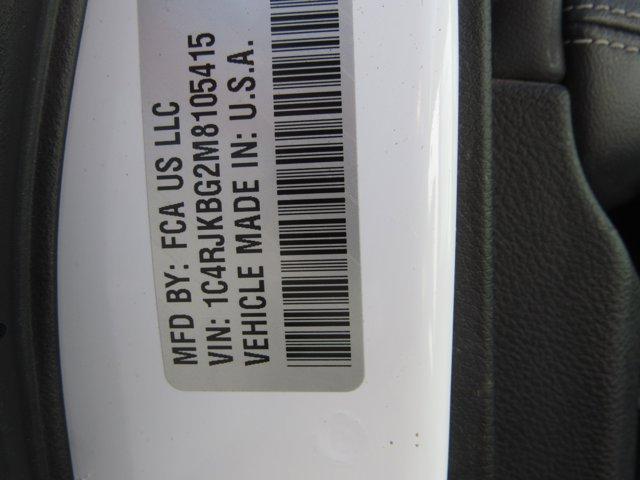 MFD BY: FCA US LLC
VIN: 1C4RJKBG2M8105415
VEHICLE MADE IN: U.S.A.